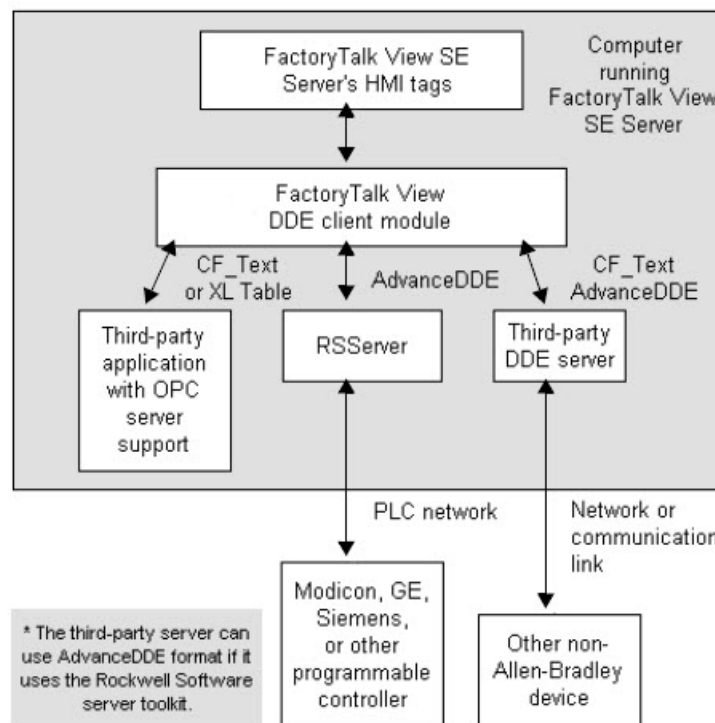 FactoryTalk View SE
Server's HMI tags
Computer
running
FactoryTalk View
SE Server
FactoryTalk View
DDE client module
CF_Text
or XL Table
AdvanceDDE
CF_Text
AdvanceDDE
Third-party
application
with OPC
server
support
RSServer
Third-party
DDE server
PLC network
Network or
communication
link
Modicon, GE,
Siemens,
or other
programmable
controller
Other non-
Allen-Bradley
device
* The third-party server can
use AdvanceDDE format if it
uses the Rockwell Software
server toolkit.